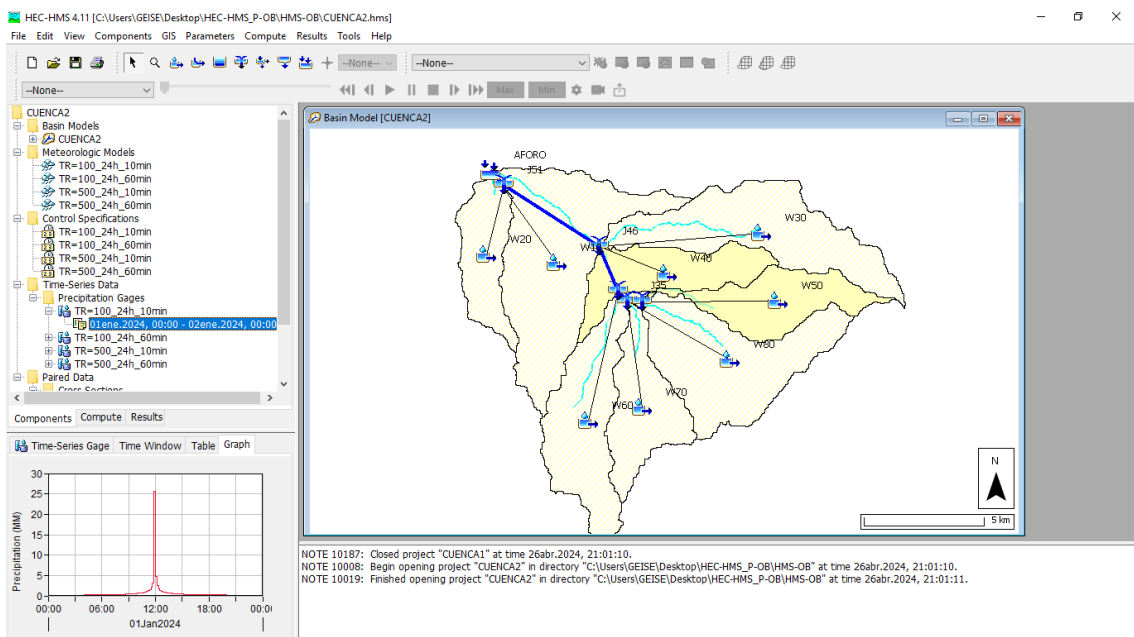 HEC-HMS 4.11 [C:\Users\GEISE\Desktop\HEC-HMS_P-OB\HMS-OB\CUENCA2.hms]
File Edit View Components GIS Parameters Compute Results Tools Help
--None-- --None--
--None-- Max Min
CUENCA2
Basin Models
CUENCA2
Meteorologic Models
TR=100_24h_10min
TR=100_24h_60min
TR=500_24h_10min
TR=500_24h_60min
Control Specifications
TR=100_24h_10min
TR=100_24h_60min
TR=500_24h_10min
TR=500_24h_60min
Time-Series Data
Precipitation Gages
TR=100_24h_10min
01ene.2024, 00:00 - 02ene.2024, 00:00
TR=100_24h_60min
TR=500_24h_10min
TR=500_24h_60min
Paired Data
Cross Sections
Components Compute Results
Time-Series Gage Time Window Table Graph
30
25
20
15
10
5
0
Precipitation (MM)
00:00 06:00 12:00 18:00 00:0
01Jan2024
Basin Model [CUENCA2]
AFORO
J51
W30
J46
W20
W40
W50
J35
W80
W70
W60
N
5 km
NOTE 10187: Closed project "CUENCA1" at time 26abr.2024, 21:01:10.
NOTE 10008: Begin opening project "CUENCA2" in directory "C:\Users\GEISE\Desktop\HEC-HMS_P-OB\HMS-OB" at time 26abr.2024, 21:01:10.
NOTE 10019: Finished opening project "CUENCA2" in directory "C:\Users\GEISE\Desktop\HEC-HMS_P-OB\HMS-OB" at time 26abr.2024, 21:01:11.